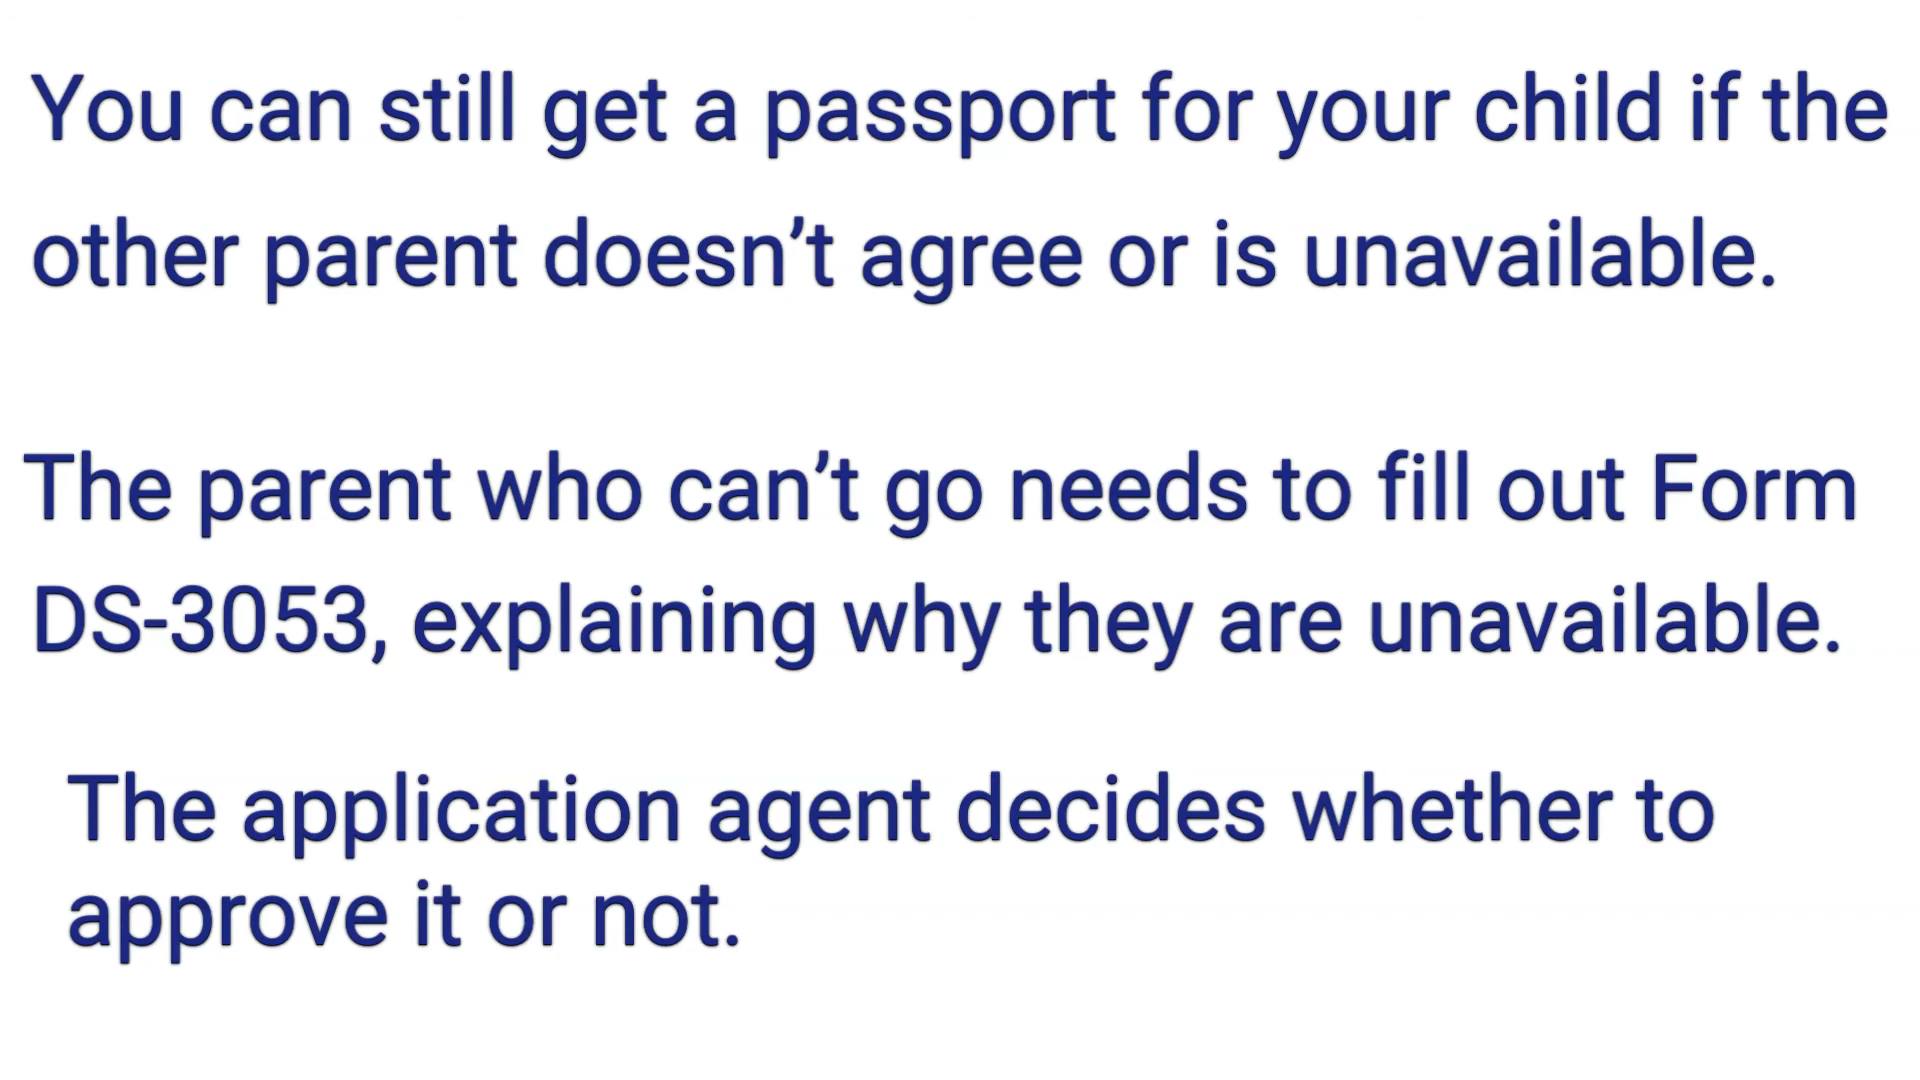 You can still get a passport for your child if the
other parent doesn’t agree or is unavailable.
The parent who can’t go needs to fill out Form
DS-3053, explaining why they are unavailable.
The application agent decides whether to
approve it or not.